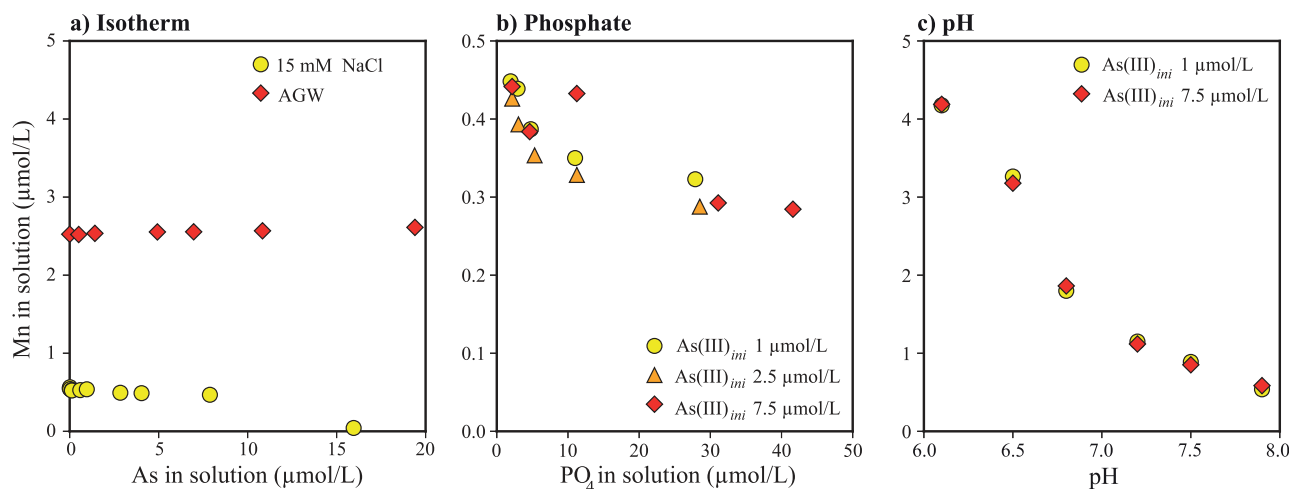 a) Isotherm
b) Phosphate
c) pH
Mn in solution (µmol/L)
5
4
3
2
1
0
15 mM NaCl
AGW
0
5
10
15
20
As in solution (µmol/L)
0.5
0.4
0.3
0.2
0.1
0.0
As(III)ini 1 µmol/L
As(III)ini 2.5 µmol/L
As(III)ini 7.5 µmol/L
0
10
20
30
40
50
PO4 in solution (µmol/L)
5
4
3
2
1
0
As(III)ini 1 µmol/L
As(III)ini 7.5 µmol/L
6.0
6.5
7.0
7.5
8.0
pH